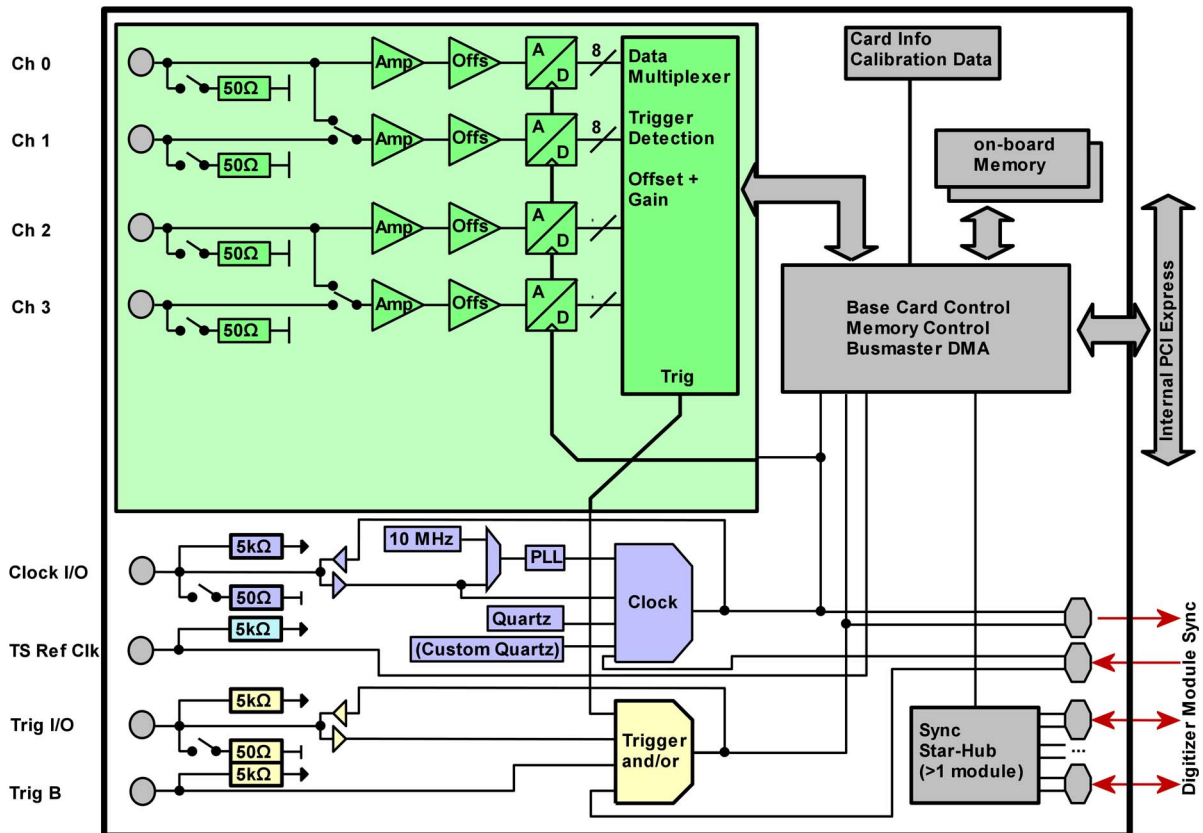 Ch 0
50Ω
Amp
Offs
A
D
8
Ch 1
50Ω
Amp
Offs
A
D
8
Ch 2
50Ω
Amp
Offs
A
D
Ch 3
50Ω
Amp
Offs
A
D
Data
Multiplexer
Trigger
Detection
Offset +
Gain
Trig
Card Info
Calibration Data
on-board
Memory
Base Card Control
Memory Control
Busmaster DMA
Internal PCI Express
Clock I/O
5kΩ
50Ω
10 MHz
PLL
Quartz
(Custom Quartz)
Clock
TS Ref Clk
5kΩ
Trig I/O
5kΩ
50Ω
Trig B
5kΩ
Trigger
and/or
Sync
Star-Hub
(>1 module)
...
Digitizer Module Sync